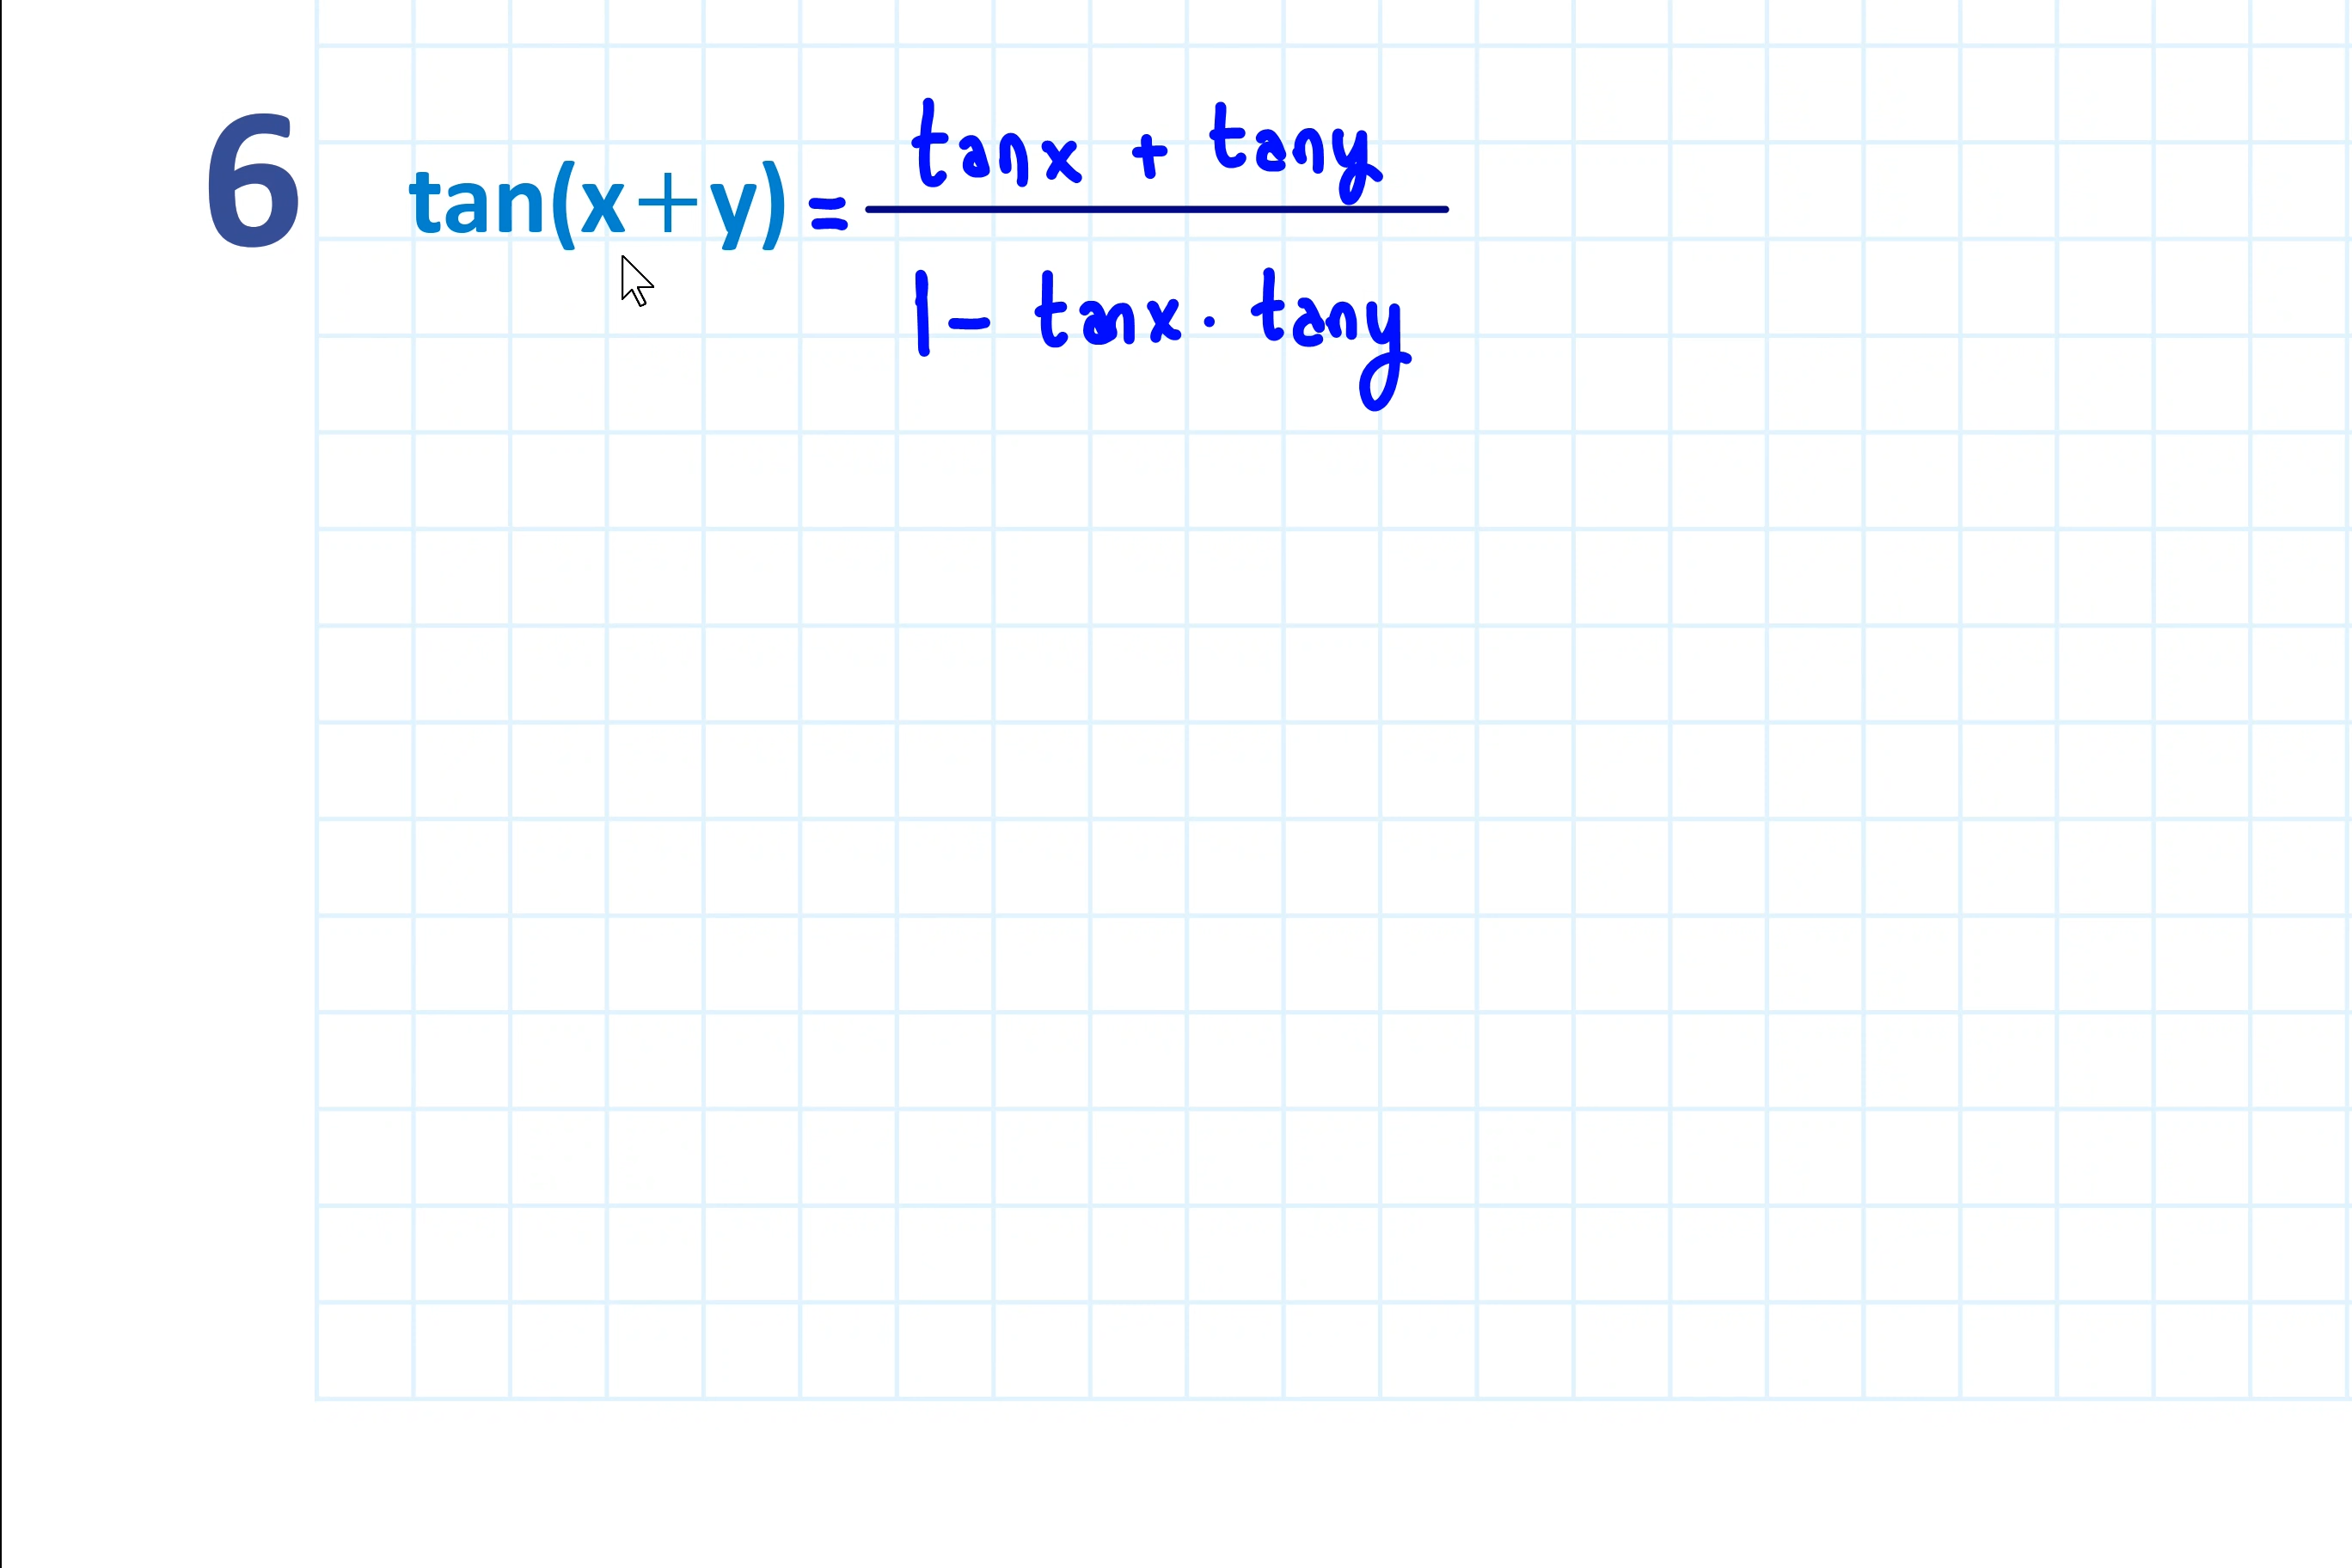 6
tan(x+y) = tanx + tany
1 - tanx · tany